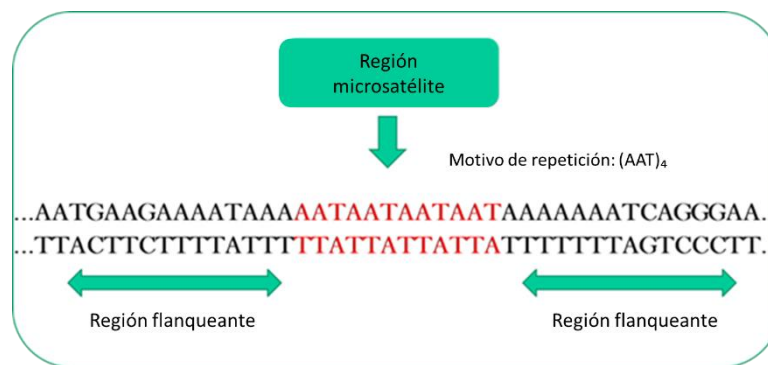 Región
microsatélite
Motivo de repetición: (AAT)₄
...AATGAAGAAAATAAAAATAATAATAATAAAAAAATCAGGGAA..
...TTACTTCTTTTATTTTTATTATTATTATTTTTTTAGTCCCTT..
Región flanqueante
Región flanqueante